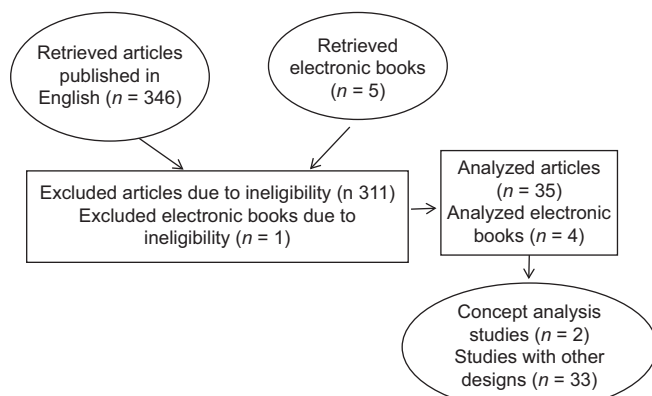 Retrieved articles
published in
English (n = 346)
Retrieved
electronic books
(n = 5)
Excluded articles due to ineligibility (n 311)
Excluded electronic books due to
ineligibility (n = 1)
Analyzed articles
(n = 35)
Analyzed electronic
books (n = 4)
Concept analysis
studies (n = 2)
Studies with other
designs (n = 33)